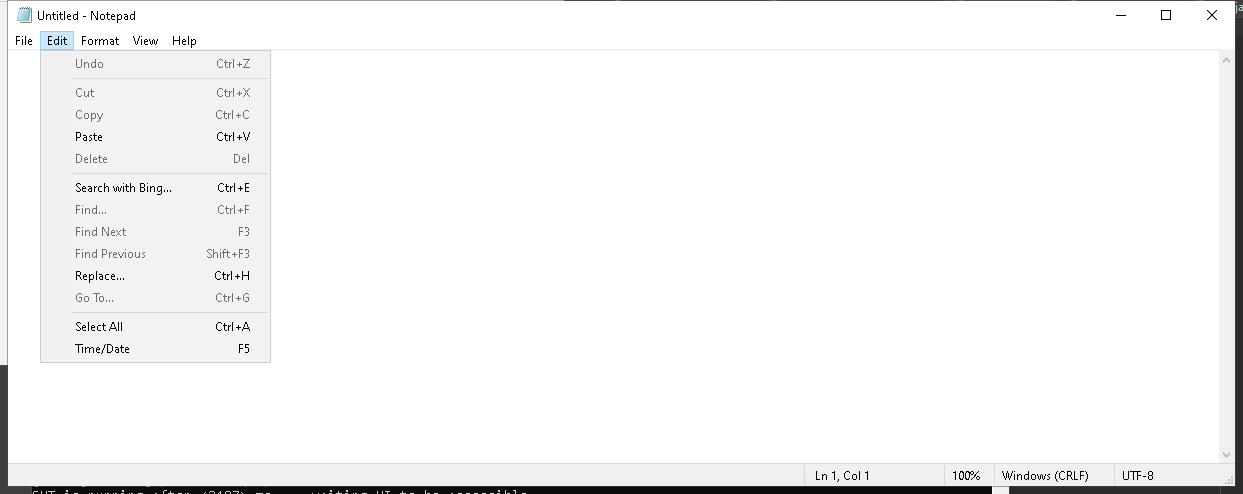 Untitled - Notepad
File Edit Format View Help
Undo Ctrl+Z
Cut Ctrl+X
Copy Ctrl+C
Paste Ctrl+V
Delete Del
Search with Bing... Ctrl+E
Find... Ctrl+F
Find Next F3
Find Previous Shift+F3
Replace... Ctrl+H
Go To... Ctrl+G
Select All Ctrl+A
Time/Date F5
Ln 1, Col 1 100% Windows (CRLF) UTF-8